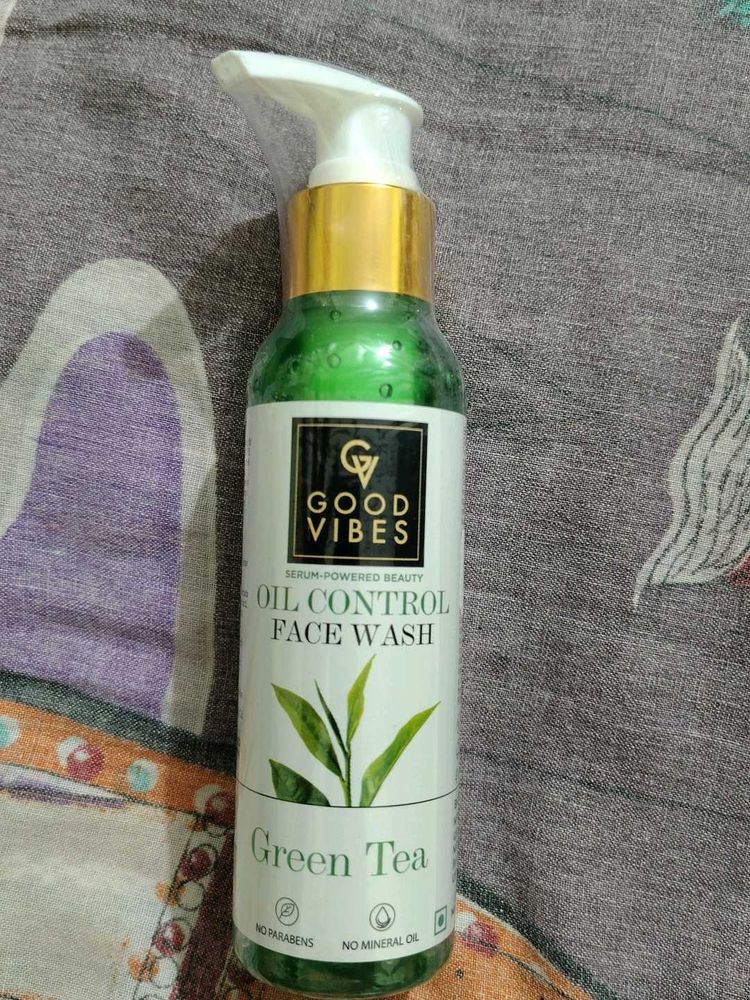 GV
GOOD
VIBES
SERUM-POWERED BEAUTY
OIL CONTROL
FACE WASH
Green Tea
NO PARABENS
NO MINERAL OIL